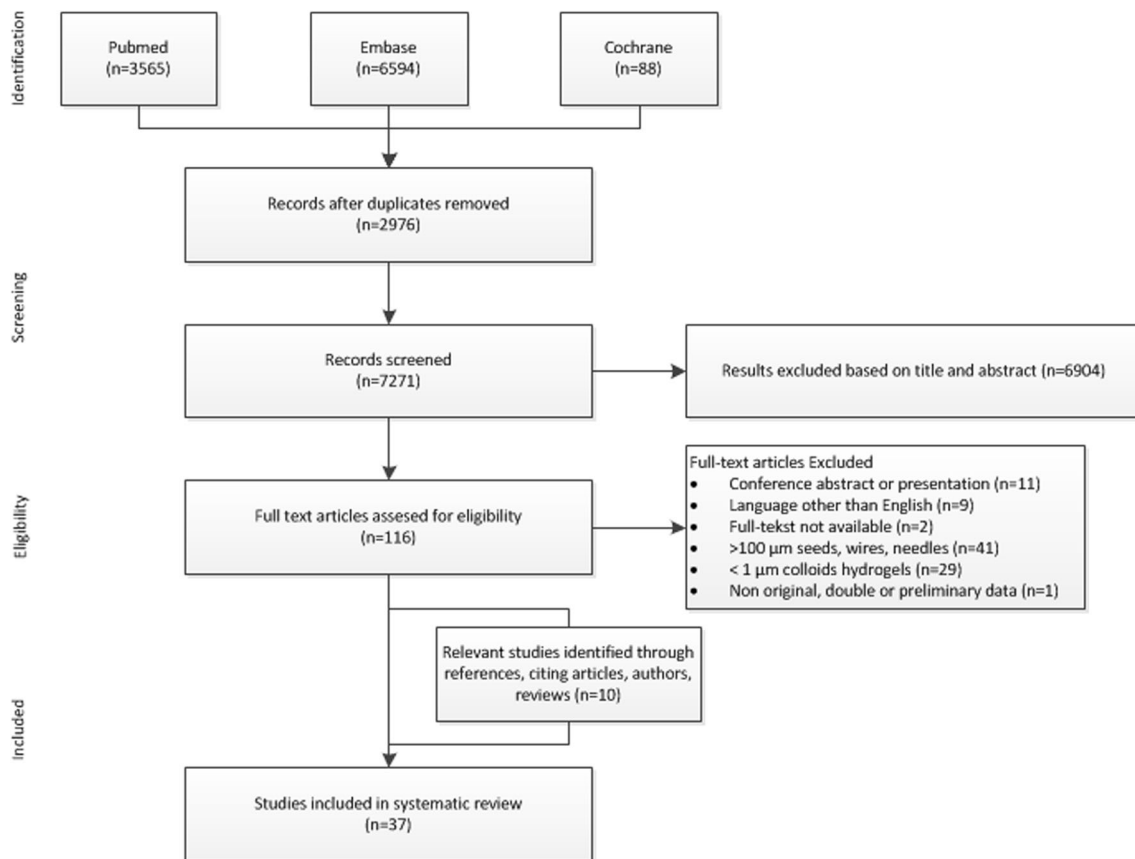 Identification
Pubmed
(n=3565)
Embase
(n=6594)
Cochrane
(n=88)
Records after duplicates removed
(n=2976)
Screening
Records screened
(n=7271)
Results excluded based on title and abstract (n=6904)
Eligibility
Full text articles assesed for eligibility
(n=116)
Full-text articles Excluded
• Conference abstract or presentation (n=11)
• Language other than English (n=9)
• Full-tekst not available (n=2)
• >100 µm seeds, wires, needles (n=41)
• < 1 µm colloids hydrogels (n=29)
• Non original, double or preliminary data (n=1)
Relevant studies identified through
references, citing articles, authors,
reviews (n=10)
Included
Studies included in systematic review
(n=37)